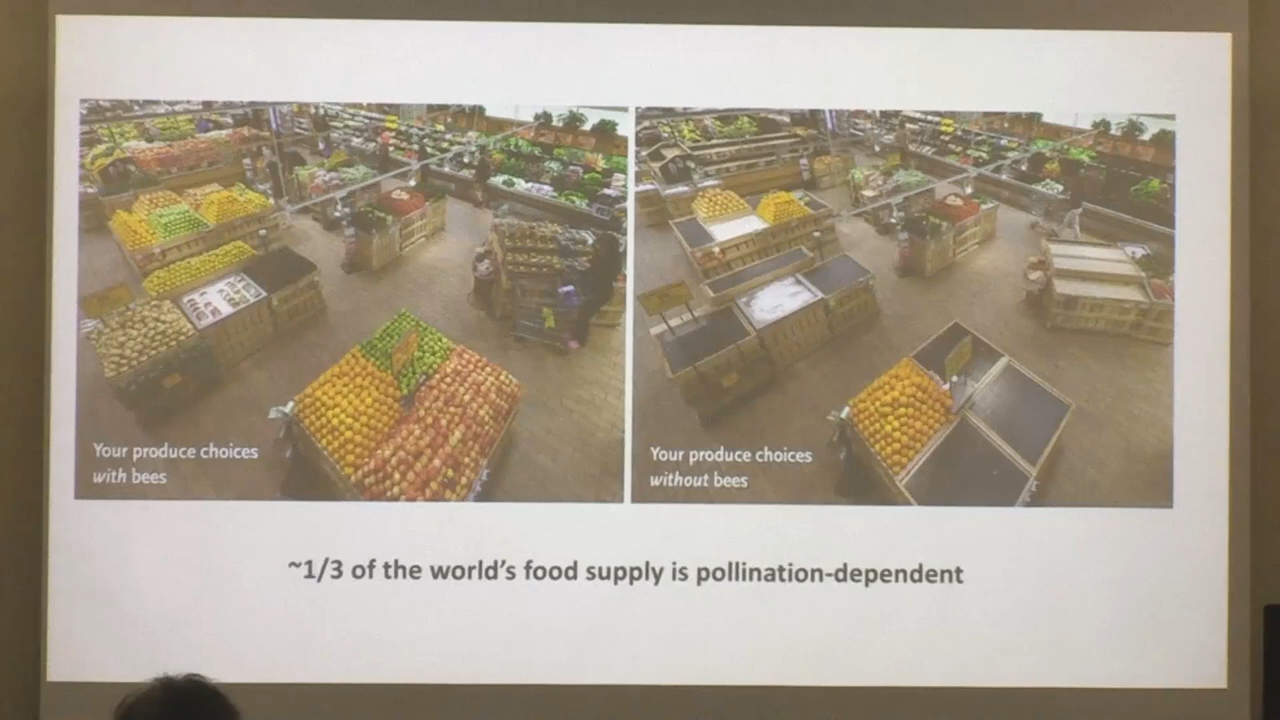 Your produce choices
with bees
Your produce choices
without bees
~1/3 of the world's food supply is pollination-dependent